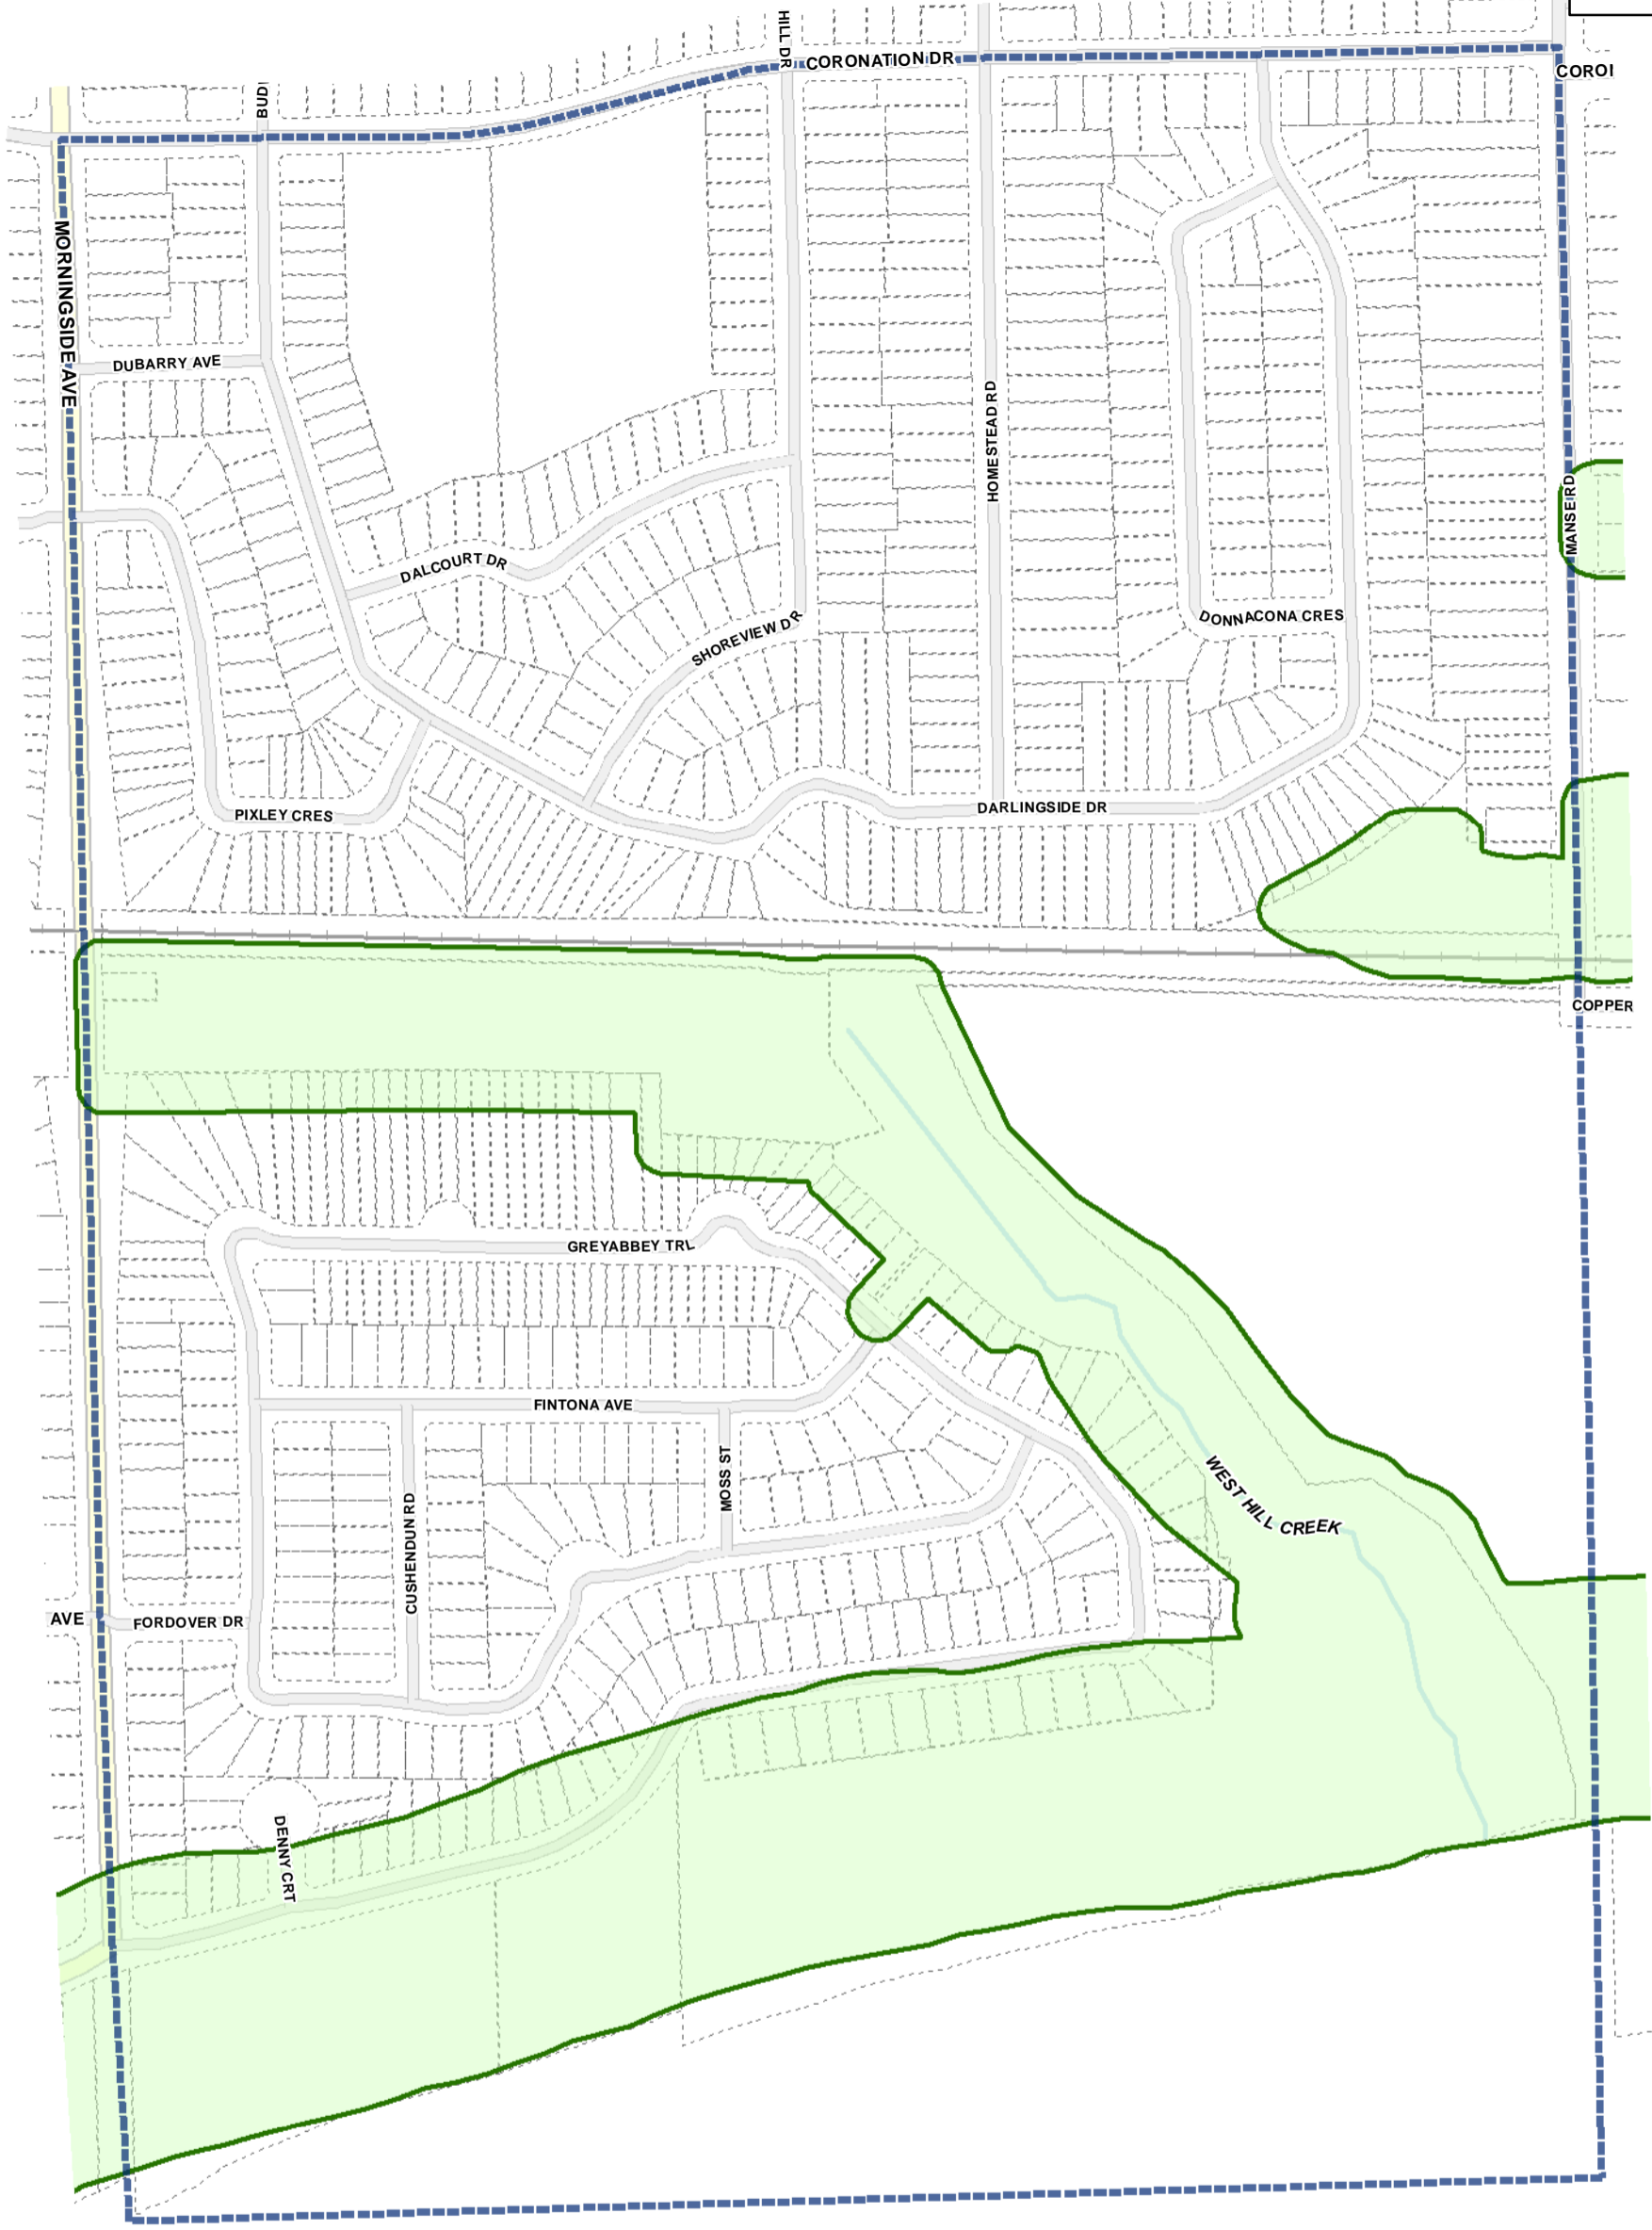 HILL DR
CORONATION DR
COROI
BUDI
MORNINGSIDE AVE
DUBARRY AVE
HOMESTEAD RD
MANSE RD
DALCOURT DR
SHOREVIEW DR
DONNACONA CRES
DARLINGSIDE DR
PIXLEY CRES
COPPER
GREYABBEY TRL
FINTONA AVE
MOSS ST
CUSHENDUN RD
WEST HILL CREEK
AVE
FORDOVER DR
DENNY CRT